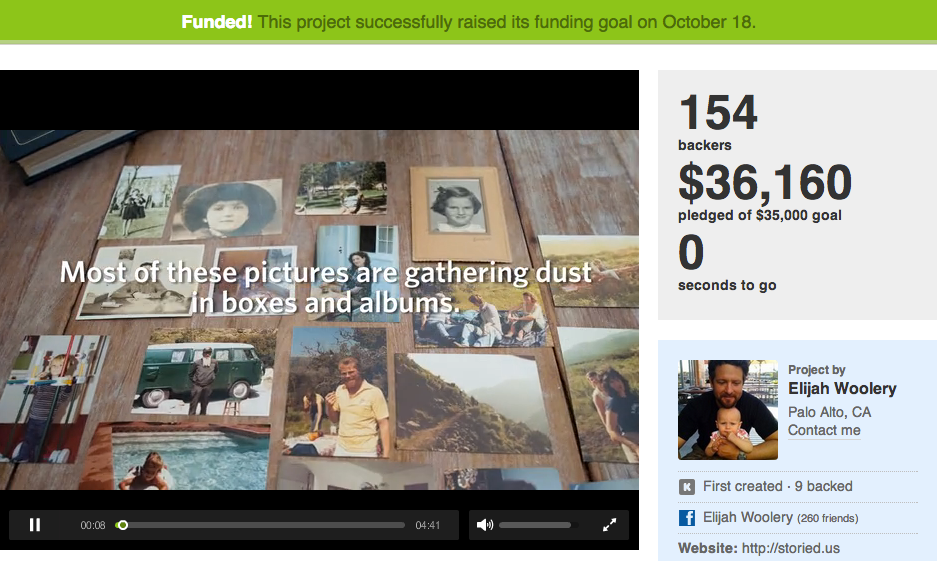 Funded! This project successfully raised its funding goal on October 18.
154
backers
$36,160
pledged of $35,000 goal
0
seconds to go
Most of these pictures are gathering dust
in boxes and albums.
00:08
04:41
Project by
Elijah Woolery
Palo Alto, CA
Contact me
K First created · 9 backed
f Elijah Woolery (260 friends)
Website: http://storied.us